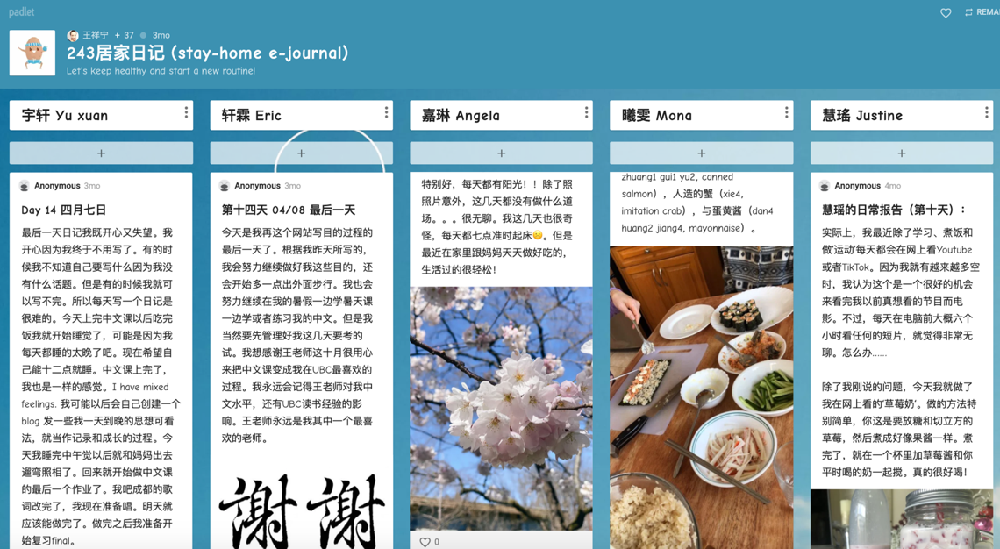 padlet
REMA
王祥宁 + 37 3mo
243居家日记 (stay-home e-journal)
Let's keep healthy and start a new routine!
宇轩 Yu xuan
+
Anonymous 3mo
Day 14 四月七日
最后一天日记我既开心又失望。我
开心因为我终于不用写了。有的时
候我不知道自己要写什么因为我没
有什么话题。但是有的时候我就可
以写不完。所以每天写一个日记是
很难的。今天上完中文课以后吃完
饭我就开始睡觉了，可能是因为我
每天都睡的太晚了吧。现在希望自
己能十二点就睡。中文课上完了，
我也是一样的感觉。I have mixed
feelings. 我可能以后会自己创建一个
blog 发一些我一天到晚的思想可看
法，就当作记录和成长的过程。今
天我睡完中午觉以后就和妈妈出去
遛弯照相了。回来就开始做中文课
的最后一个作业了。我吧成都的歌
词改完了，我现在准备唱。明天就
应该能做完了。做完之后我准备开
始复习final。
轩霖 Eric
+
Anonymous 3mo
第十四天 04/08 最后一天
今天是我再这个网站写目的过程的
最后一天了。根据我昨天所写的，
我会努力继续做好我这些目的，还
会开始多一点出外面步行。我也会
努力继续在我的暑假一边学暑天课
一边学或者练习我的中文。但是我
当然要先管理好我这几天要考的
试。我想感谢王老师这十月很用心
来把中文课变成我在UBC最喜欢的
过程。我永远会记得王老师对我中
文水平，还有UBC读书经验的影
响。王老师永远是我其中一个最喜
欢的老师。
謝謝
嘉琳 Angela
+
特别好，每天都有阳光！！除了照
照片意外，这几天都没有做什么道
场。。。很无聊。我这几天也很奇
怪，每天都七点准时起床😕。但是
最近在家里跟妈妈天天做好吃的，
生活过的很轻松！
0
曦雯 Mona
+
zhuang1 gui1 yu2, canned
salmon），人造的蟹（xie4,
imitation crab），与蛋黄酱（dan4
huang2 jiang4, mayonnaise）。
慧瑤 Justine
+
Anonymous 4mo
慧瑶的日常报告（第十天）：
实际上，我最近除了学习、煮饭和
做‘运动’每天都会在网上看Youtube
或者TikTok。因为我就有越来越多空
时，我认为这个是一个很好的机会
来看完我以前真想看的节目而电
影。不过，每天在电脑前大概六个
小时看任何的短片，就觉得非常无
聊。怎么办......
除了我刚说的问题，今天我就做了
我在网上看的‘草莓奶’。做的方法特
别简单，你这是要放糖和切立方的
草莓，然后煮成好像果酱一样。煮
完了，就在一个杯里加草莓酱和你
平时喝的奶一起搅。真的很好喝！